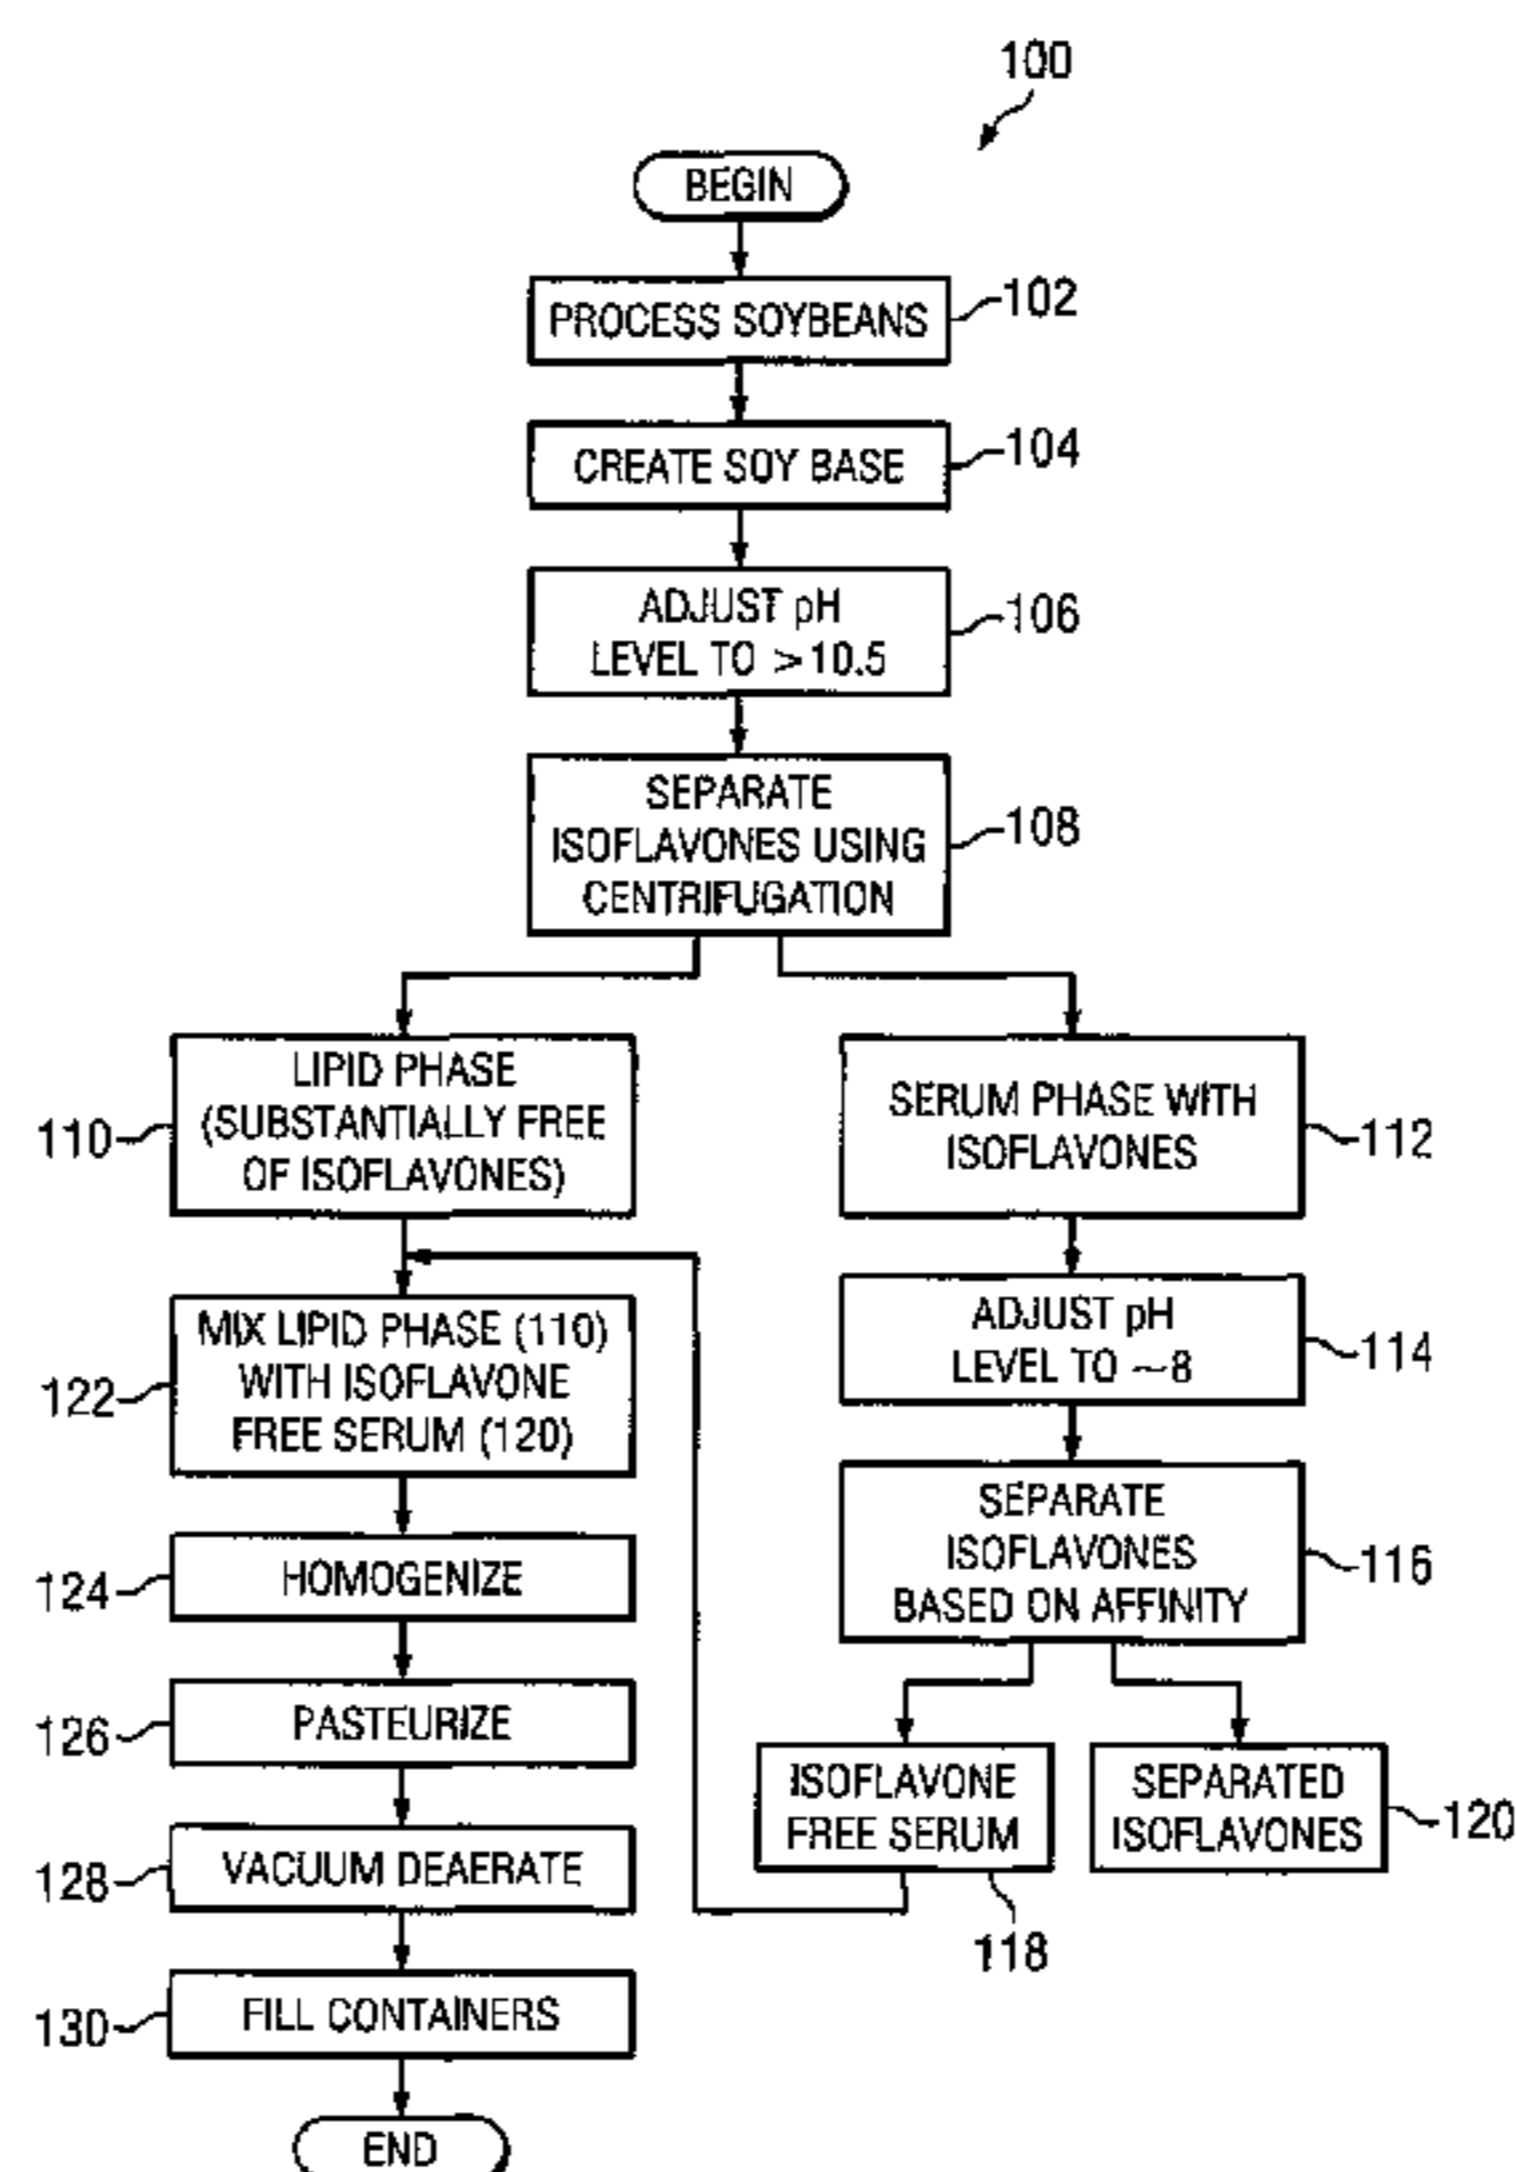 100
BEGIN
PROCESS SOYBEANS
102
CREATE SOY BASE
104
ADJUST pH
LEVEL TO >10.5
106
SEPARATE
ISOFLAVONES USING
CENTRIFUGATION
108
LIPID PHASE
(SUBSTANTIALLY FREE
OF ISOFLAVONES)
110
SERUM PHASE WITH
ISOFLAVONES
112
ADJUST pH
LEVEL TO ~8
114
SEPARATE
ISOFLAVONES
BASED ON AFFINITY
116
ISOFLAVONE
FREE SERUM
118
SEPARATED
ISOFLAVONES
120
MIX LIPID PHASE (110)
WITH ISOFLAVONE
FREE SERUM (120)
122
HOMOGENIZE
124
PASTEURIZE
126
VACUUM DEAERATE
128
FILL CONTAINERS
130
END